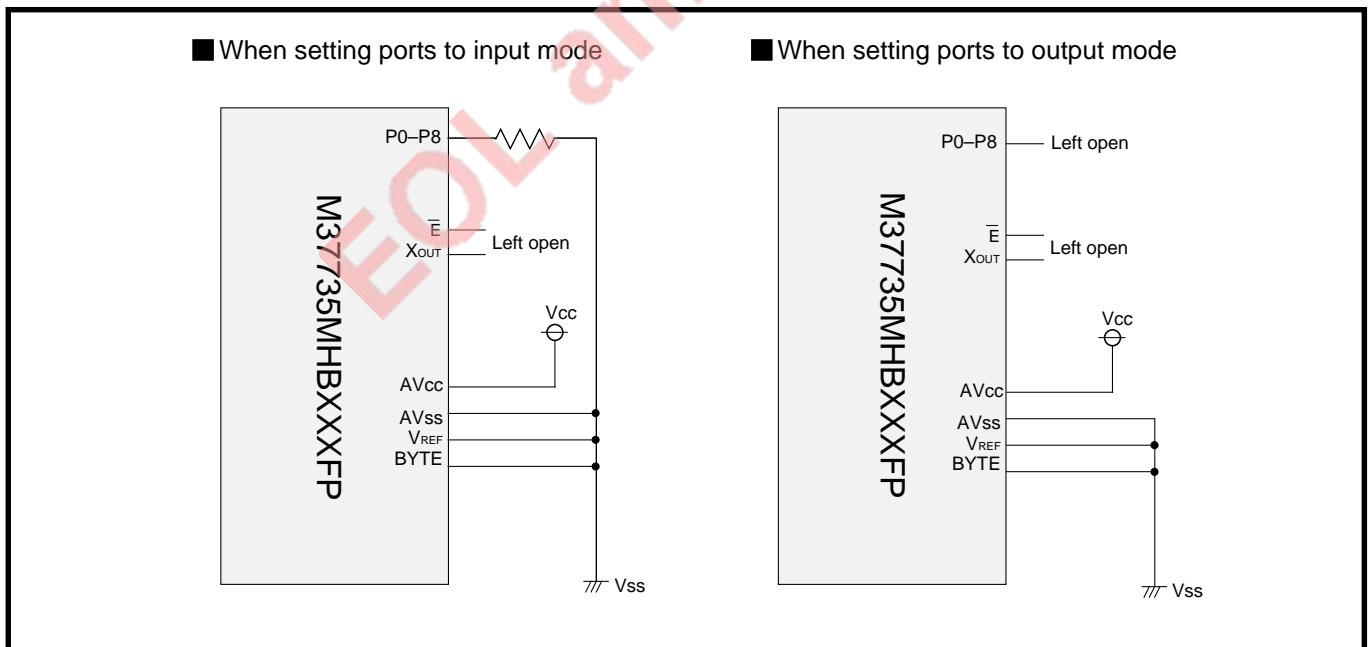 ■ When setting ports to input mode
P0–P8
E̅
XOUT
Left open
Vcc
AVcc
AVss
VREF
BYTE
M37735MHBXXXFP
Vss
■ When setting ports to output mode
P0–P8
Left open
E̅
XOUT
Left open
Vcc
AVcc
AVss
VREF
BYTE
M37735MHBXXXFP
Vss
EOL